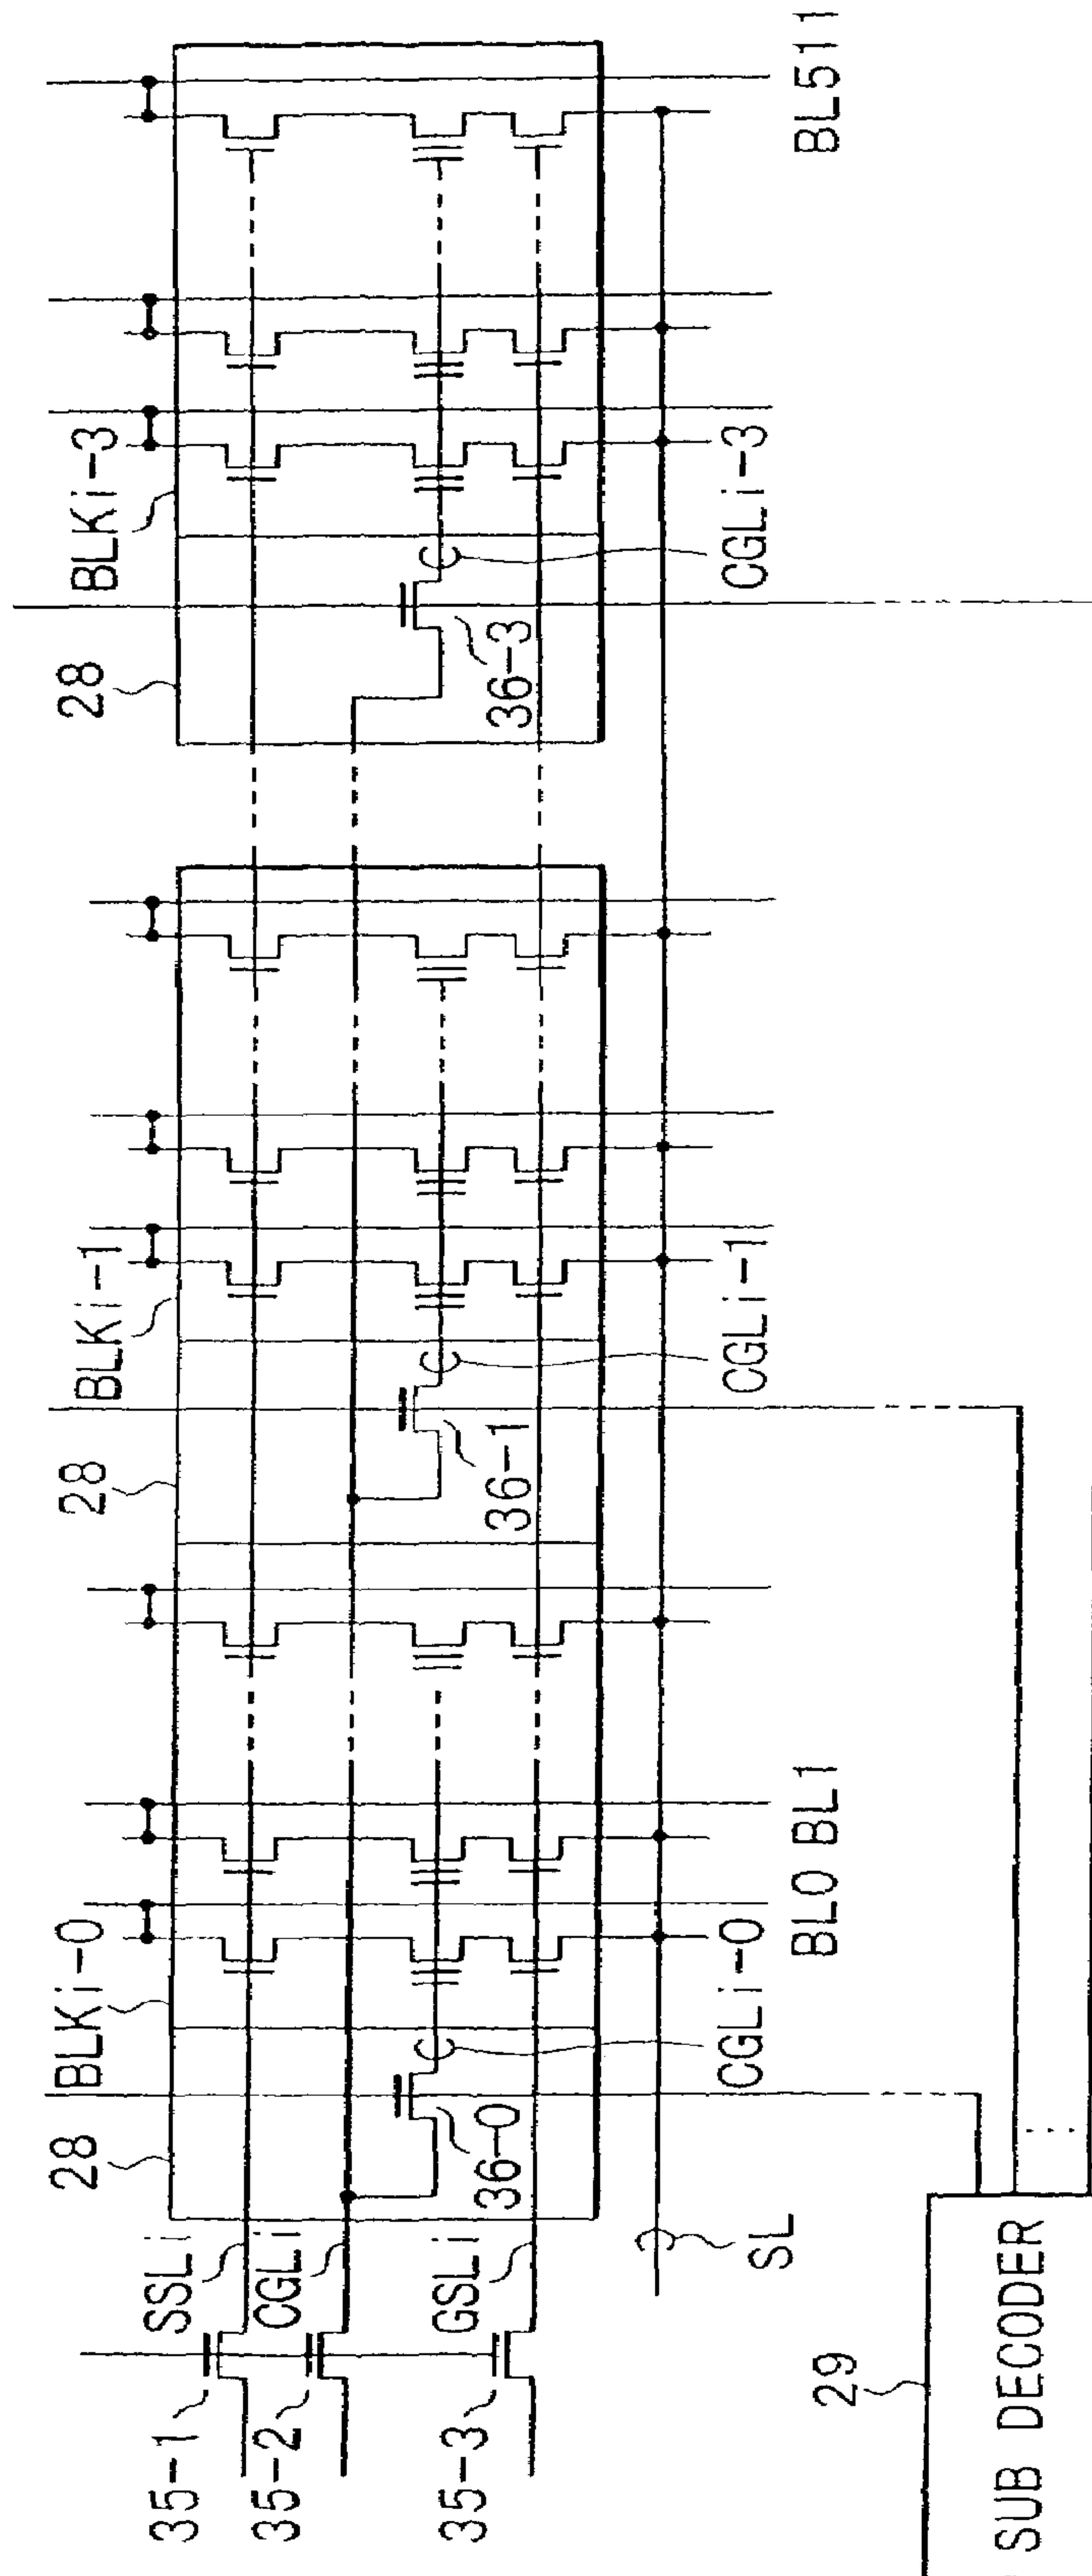 BLKi-0
BLKi-1
BLKi-3
28
28
28
SSLi
CGLi
GSLi
35-1
35-2
35-3
36-0
36-1
36-3
CGLi-0
CGLi-1
CGLi-3
SL
BL0 BL1
BL511
29
SUB DECODER